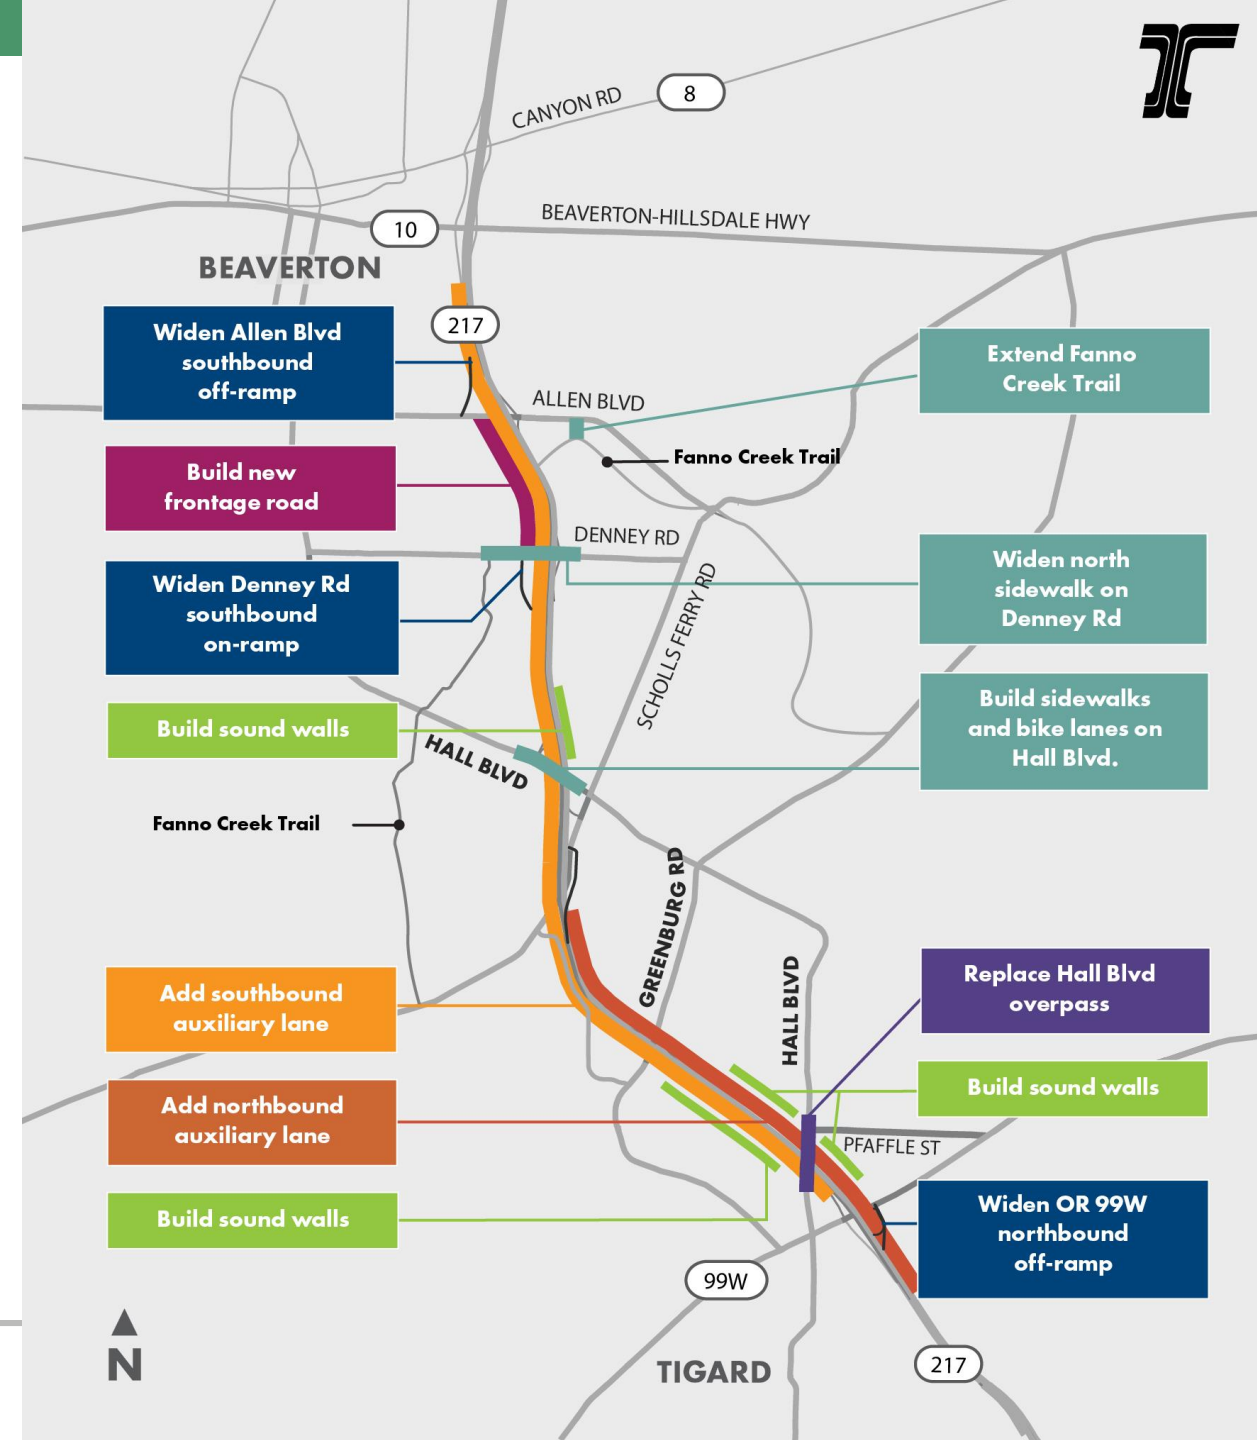 CANYON RD
8
BEAVERTON-HILLSDALE HWY
10
BEAVERTON
217
Widen Allen Blvd
southbound
off-ramp
Extend Fanno
Creek Trail
ALLEN BLVD
Fanno Creek Trail
Build new
frontage road
DENNEY RD
Widen north
sidewalk on
Denney Rd
Widen Denney Rd
southbound
on-ramp
SCHOLLS FERRY RD
Build sidewalks
and bike lanes on
Hall Blvd.
Build sound walls
HALL BLVD
Fanno Creek Trail
GREENBURG RD
HALL BLVD
Replace Hall Blvd
overpass
Add southbound
auxiliary lane
Build sound walls
Add northbound
auxiliary lane
PFAFFLE ST
Build sound walls
Widen OR 99W
northbound
off-ramp
99W
217
TIGARD
N